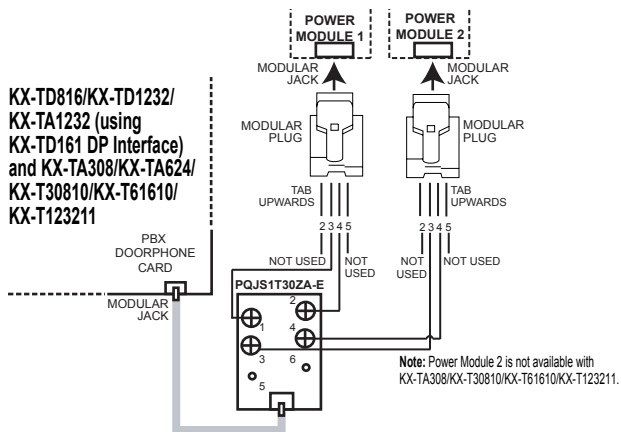 POWER
MODULE 1
POWER
MODULE 2
MODULAR
JACK
MODULAR
JACK
KX-TD816/KX-TD1232/
KX-TA1232 (using
KX-TD161 DP Interface)
and KX-TA308/KX-TA624/
KX-T30810/KX-T61610/
KX-T123211
MODULAR
PLUG
MODULAR
PLUG
TAB
UPWARDS
TAB
UPWARDS
2 3 4 5
2 3 4 5
PBX
DOORPHONE
CARD
NOT USED
NOT
USED
NOT
USED
NOT USED
MODULAR
JACK
PQJS1T30ZA-E
2
1
4
3
6
5
Note: Power Module 2 is not available with
KX-TA308/KX-T30810/KX-T61610/KX-T123211.